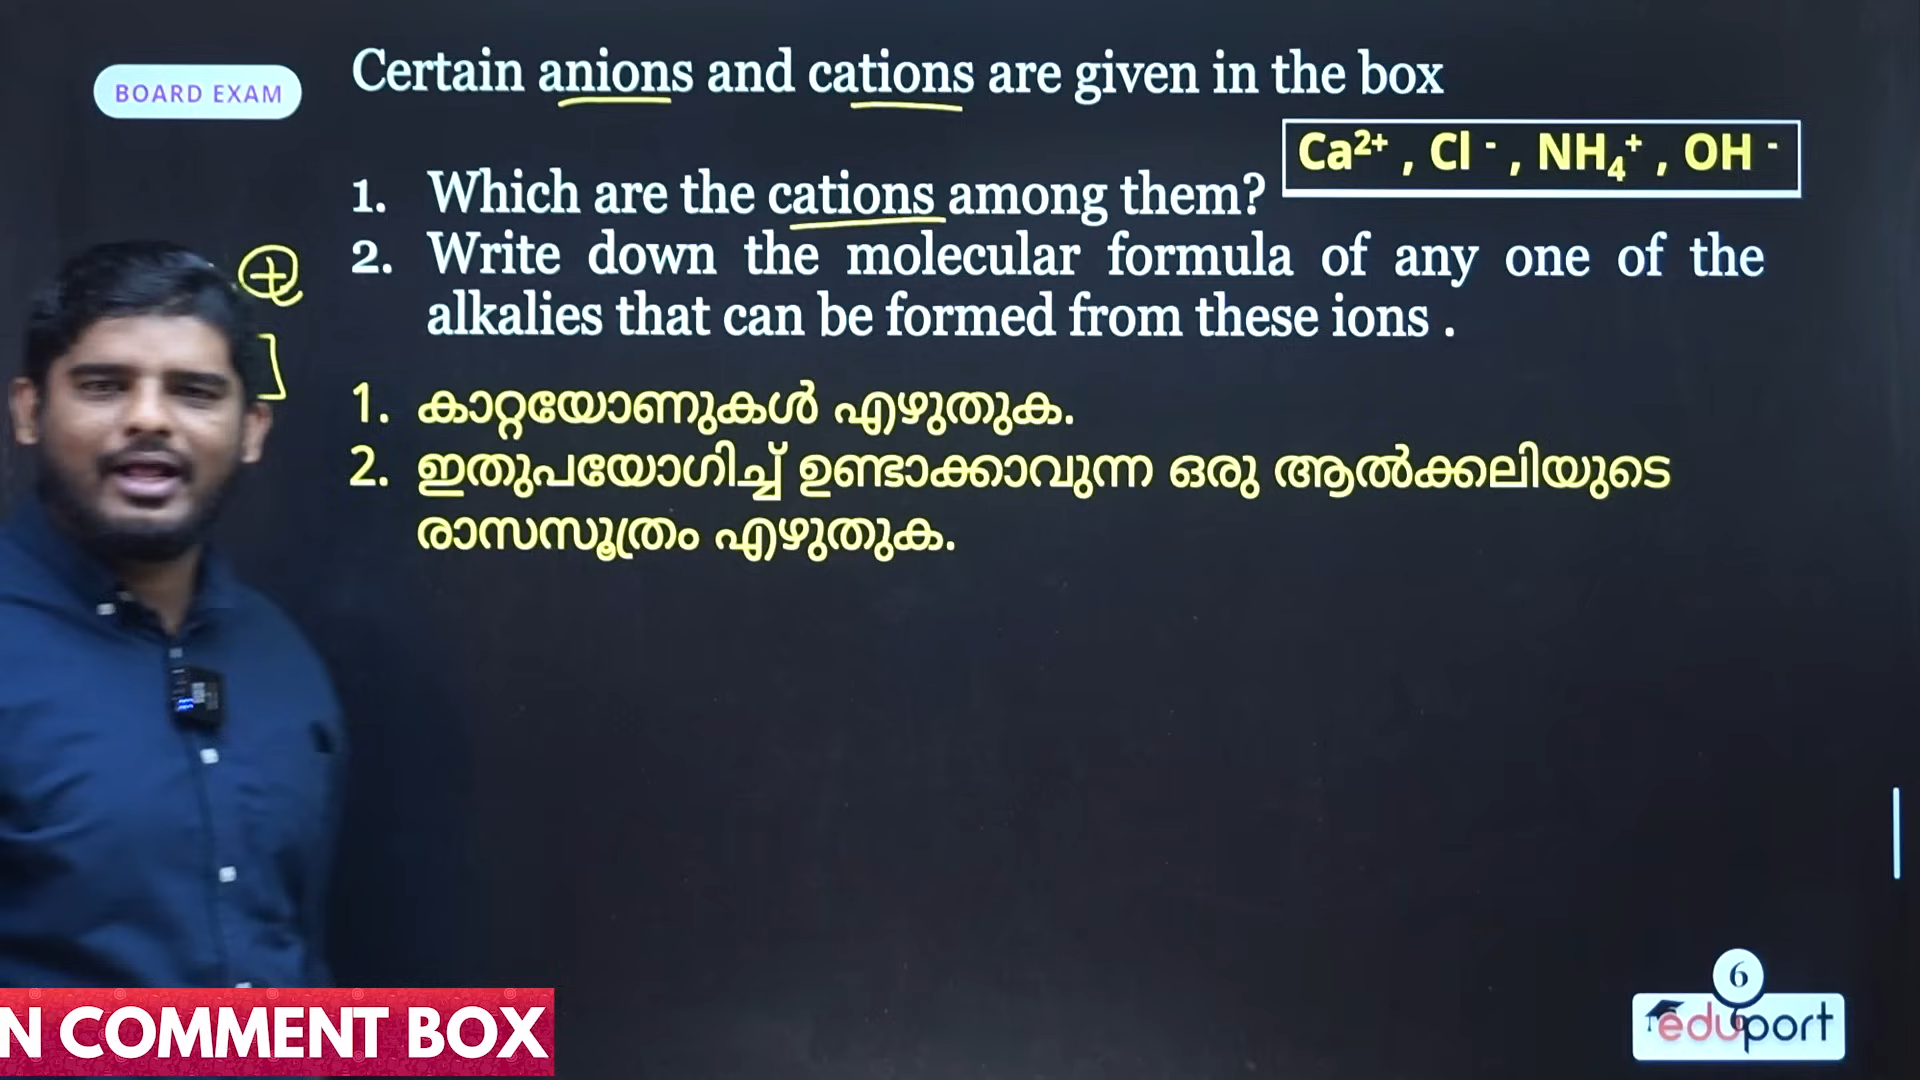 BOARD EXAM
Certain anions and cations are given in the box
Ca²⁺ , Cl ⁻ , NH₄⁺ , OH ⁻
1. Which are the cations among them?
2. Write down the molecular formula of any one of the
alkalies that can be formed from these ions .
1. കാറ്റയോണുകൾ എഴുതുക.
2. ഇതുപയോഗിച്ച് ഉണ്ടാക്കാവുന്ന ഒരു ആൽക്കലിയുടെ
രാസസൂത്രം എഴുതുക.
N COMMENT BOX
6
eduport